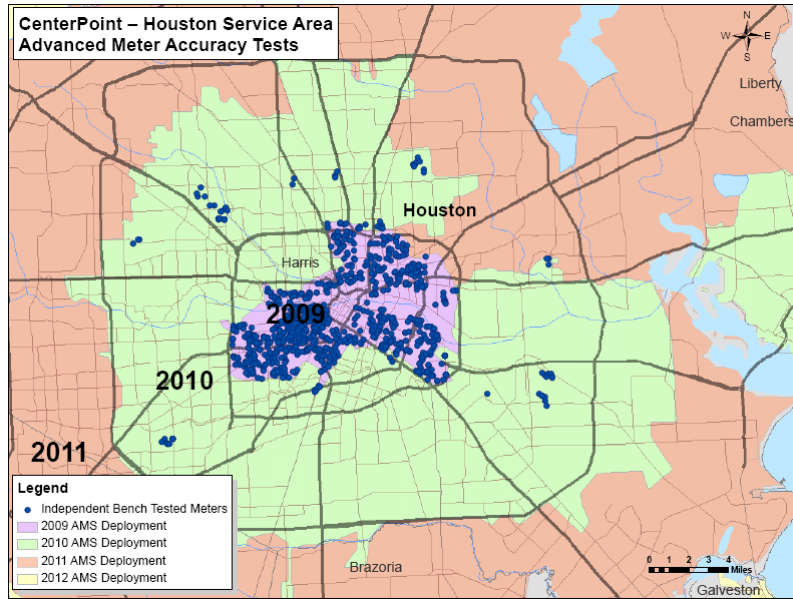 CenterPoint – Houston Service Area
Advanced Meter Accuracy Tests
N
W
E
S
Liberty
Chambers
Houston
Harris
2009
2010
2011
Legend
Independent Bench Tested Meters
2009 AMS Deployment
2010 AMS Deployment
2011 AMS Deployment
2012 AMS Deployment
Brazoria
0 1 2 3 4
Miles
Galveston